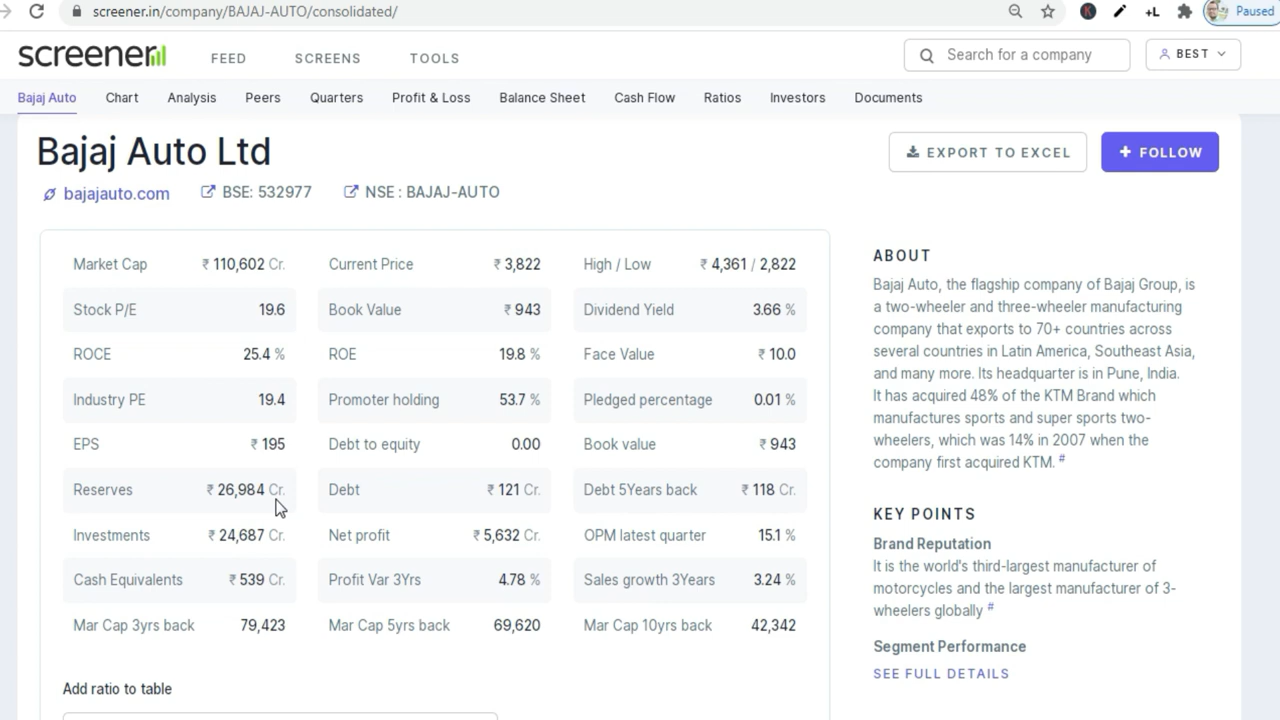 screener.in/company/BAJAJ-AUTO/consolidated/
K
+L
Paused
screener
FEED SCREENS TOOLS
Search for a company
BEST
Bajaj Auto Chart Analysis Peers Quarters Profit & Loss Balance Sheet Cash Flow Ratios Investors Documents
Bajaj Auto Ltd
EXPORT TO EXCEL
+ FOLLOW
bajajauto.com BSE: 532977 NSE : BAJAJ-AUTO
Market Cap ₹ 110,602 Cr. Current Price ₹ 3,822 High / Low ₹ 4,361 / 2,822
Stock P/E 19.6 Book Value ₹ 943 Dividend Yield 3.66 %
ROCE 25.4 % ROE 19.8 % Face Value ₹ 10.0
Industry PE 19.4 Promoter holding 53.7 % Pledged percentage 0.01 %
EPS ₹ 195 Debt to equity 0.00 Book value ₹ 943
Reserves ₹ 26,984 Cr. Debt ₹ 121 Cr. Debt 5Years back ₹ 118 Cr.
Investments ₹ 24,687 Cr. Net profit ₹ 5,632 Cr. OPM latest quarter 15.1 %
Cash Equivalents ₹ 539 Cr. Profit Var 3Yrs 4.78 % Sales growth 3Years 3.24 %
Mar Cap 3yrs back 79,423 Mar Cap 5yrs back 69,620 Mar Cap 10yrs back 42,342
Add ratio to table
ABOUT
Bajaj Auto, the flagship company of Bajaj Group, is
a two-wheeler and three-wheeler manufacturing
company that exports to 70+ countries across
several countries in Latin America, Southeast Asia,
and many more. Its headquarter is in Pune, India.
It has acquired 48% of the KTM Brand which
manufactures sports and super sports two-
wheelers, which was 14% in 2007 when the
company first acquired KTM. #
KEY POINTS
Brand Reputation
It is the world's third-largest manufacturer of
motorcycles and the largest manufacturer of 3-
wheelers globally #
Segment Performance
SEE FULL DETAILS